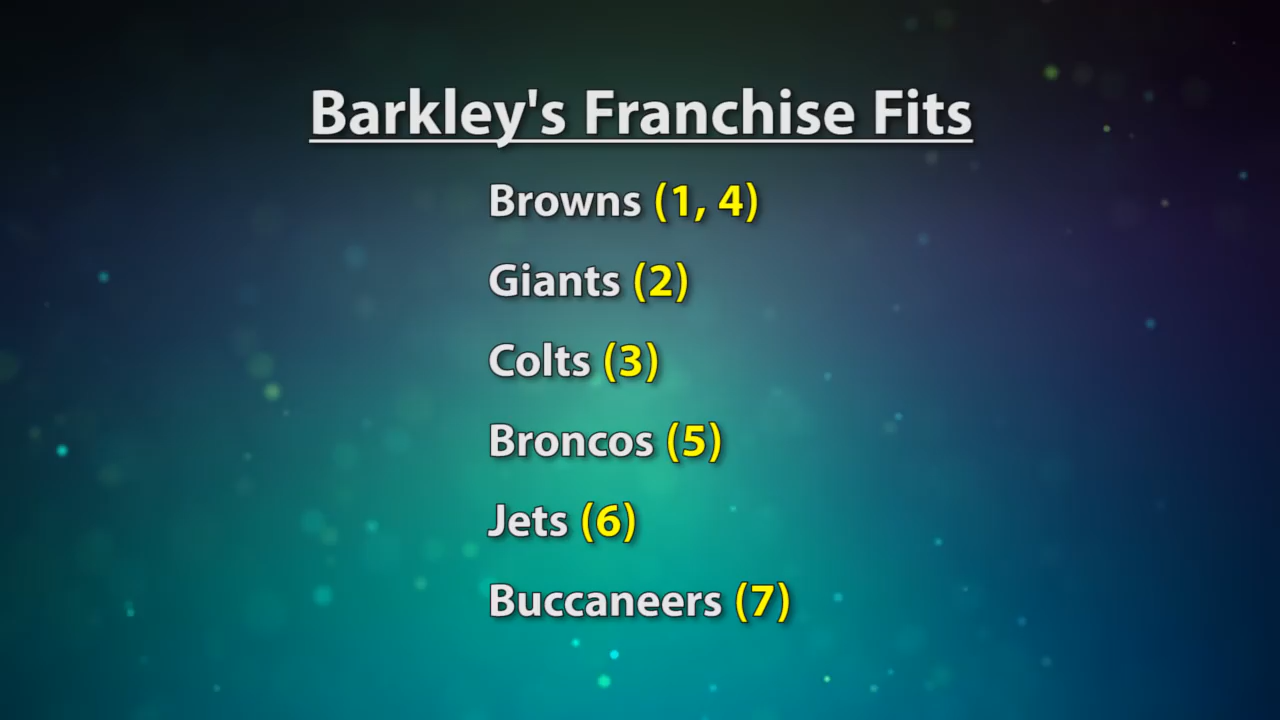 Barkley's Franchise Fits
Browns (1, 4)
Giants (2)
Colts (3)
Broncos (5)
Jets (6)
Buccaneers (7)